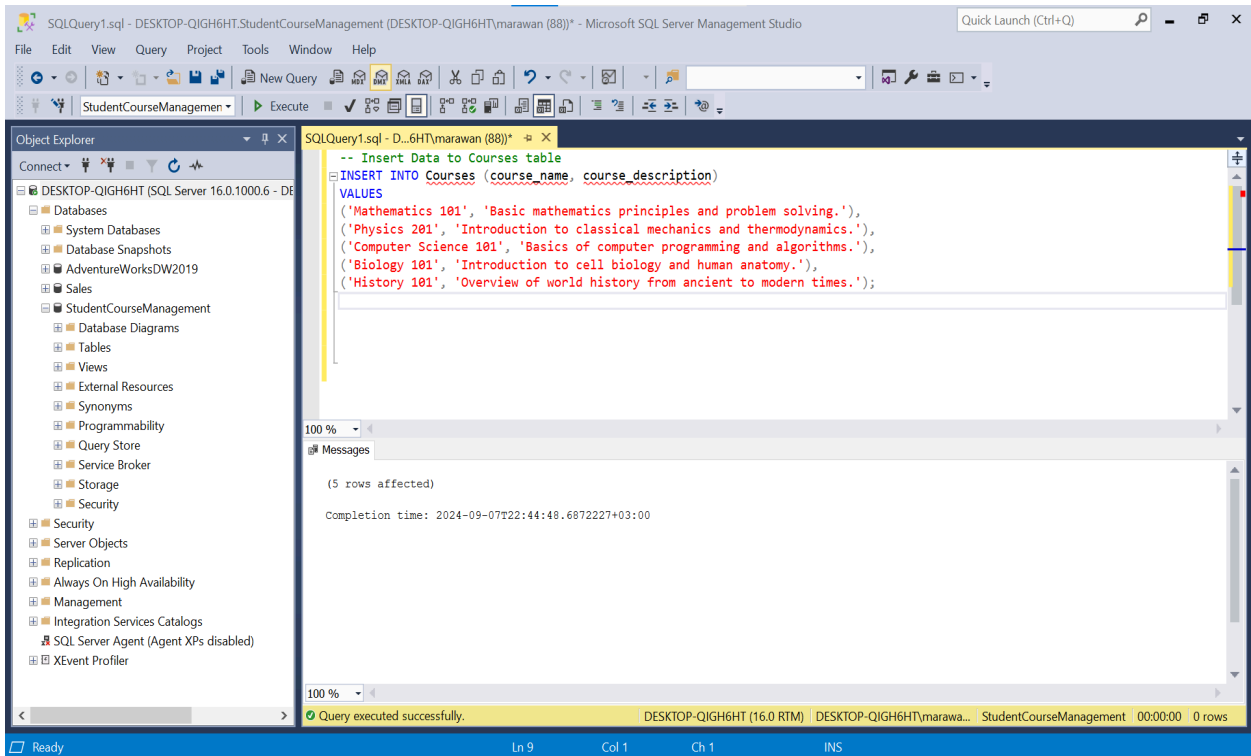 SQLQuery1.sql - DESKTOP-QIGH6HT.StudentCourseManagement (DESKTOP-QIGH6HT\marawan (88))* - Microsoft SQL Server Management Studio
Quick Launch (Ctrl+Q)
File Edit View Query Project Tools Window Help
New Query MDX DMX XMLA DAX
StudentCourseManagemen Execute
Object Explorer
Connect
DESKTOP-QIGH6HT (SQL Server 16.0.1000.6 - DE
Databases
System Databases
Database Snapshots
AdventureWorksDW2019
Sales
StudentCourseManagement
Database Diagrams
Tables
Views
External Resources
Synonyms
Programmability
Query Store
Service Broker
Storage
Security
Security
Server Objects
Replication
Always On High Availability
Management
Integration Services Catalogs
SQL Server Agent (Agent XPs disabled)
XEvent Profiler
SQLQuery1.sql - D...6HT\marawan (88))*
-- Insert Data to Courses table
INSERT INTO Courses (course_name, course_description)
VALUES
('Mathematics 101', 'Basic mathematics principles and problem solving.'),
('Physics 201', 'Introduction to classical mechanics and thermodynamics.'),
('Computer Science 101', 'Basics of computer programming and algorithms.'),
('Biology 101', 'Introduction to cell biology and human anatomy.'),
('History 101', 'Overview of world history from ancient to modern times.');
100 %
Messages
(5 rows affected)
Completion time: 2024-09-07T22:44:48.6872227+03:00
100 %
Query executed successfully. DESKTOP-QIGH6HT (16.0 RTM) DESKTOP-QIGH6HT\marawa... StudentCourseManagement 00:00:00 0 rows
Ready Ln 9 Col 1 Ch 1 INS